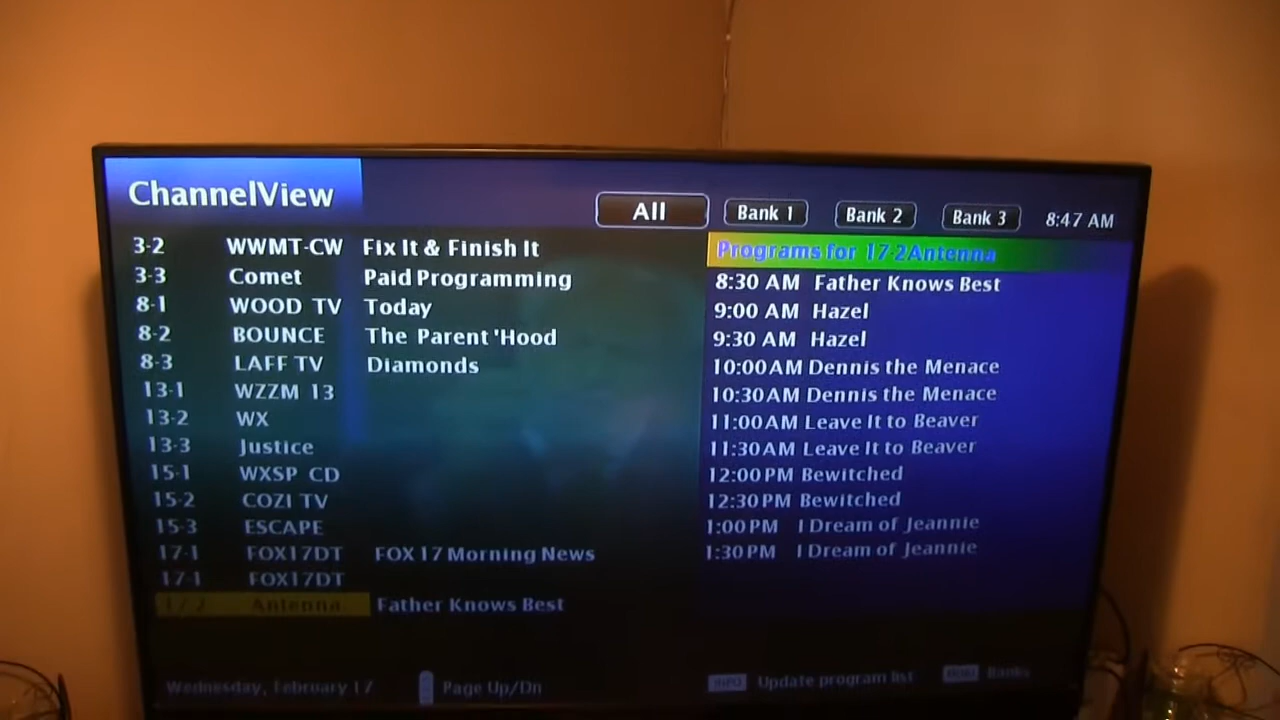 ChannelView
All Bank 1 Bank 2 Bank 3 8:47 AM
3-2 WWMT-CW Fix It & Finish It
3-3 Comet Paid Programming
8-1 WOOD TV Today
8-2 BOUNCE The Parent 'Hood
8-3 LAFF TV Diamonds
13-1 WZZM 13
13-2 WX
13-3 Justice
15-1 WXSP CD
15-2 COZI TV
15-3 ESCAPE
17-1 FOX17DT FOX 17 Morning News
17-1 FOX17DT
17-2 Antenna Father Knows Best
Programs for 17-2Antenna
8:30 AM Father Knows Best
9:00 AM Hazel
9:30 AM Hazel
10:00AM Dennis the Menace
10:30AM Dennis the Menace
11:00AM Leave It to Beaver
11:30AM Leave It to Beaver
12:00PM Bewitched
12:30PM Bewitched
1:00PM I Dream of Jeannie
1:30PM I Dream of Jeannie
Wednesday, February 17 Page Up/Dn INFO Update program list Banks